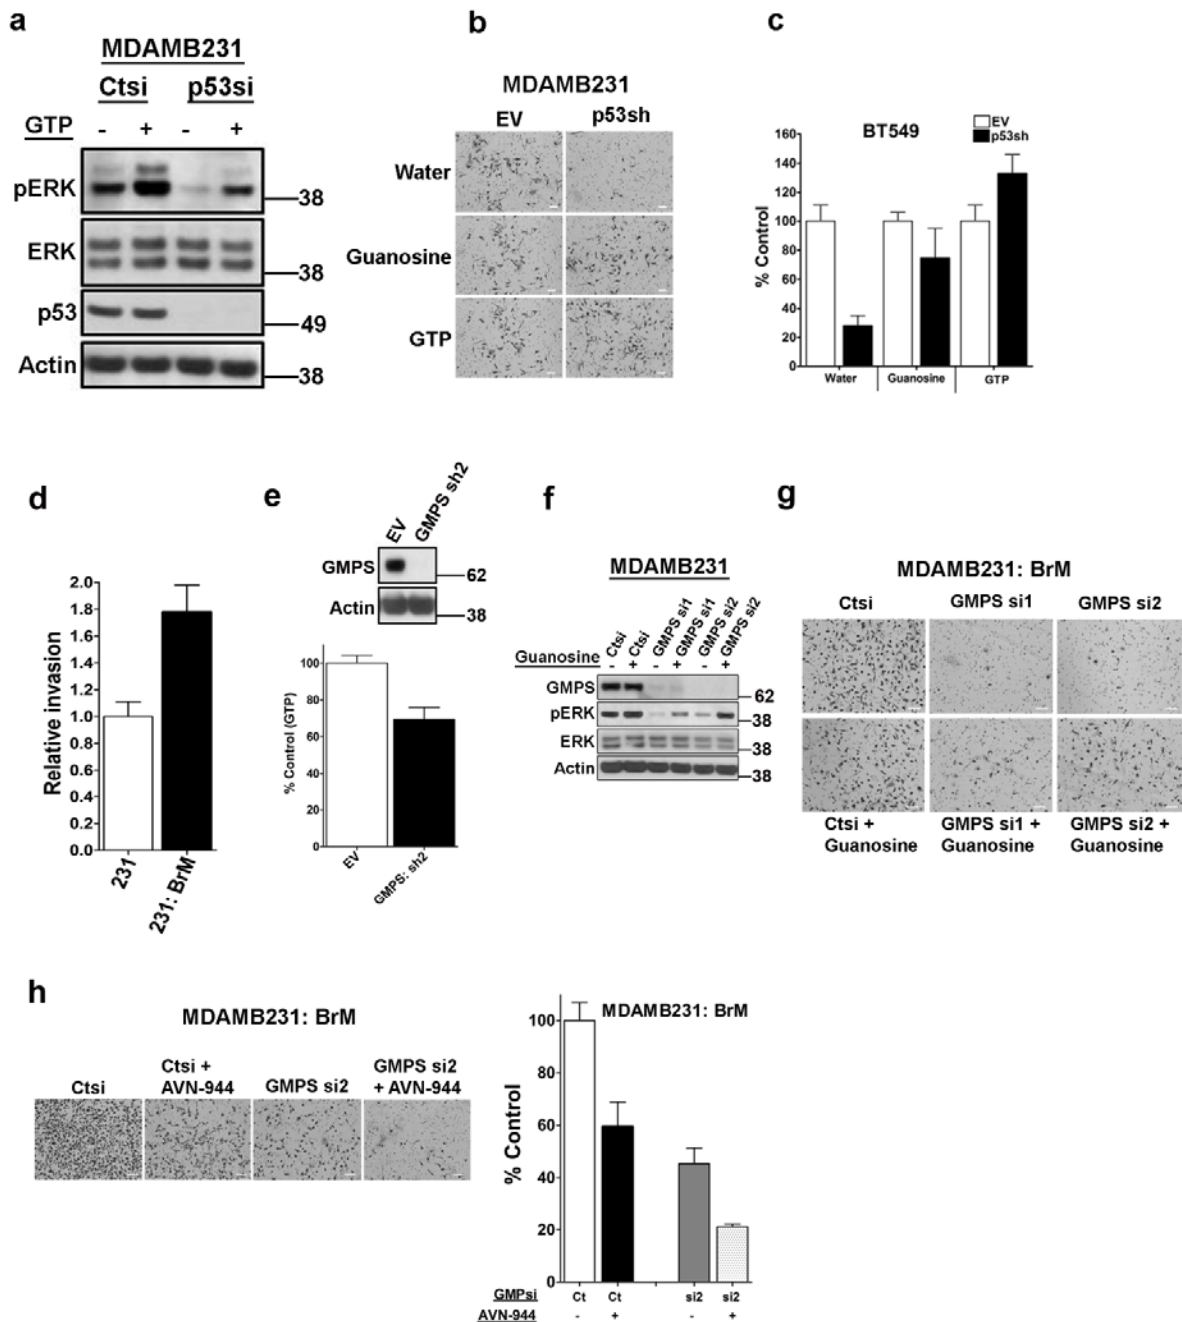 a
MDAMB231
Ctsi p53si
GTP - + - +
pERK
38
ERK
38
p53
49
Actin
38
b
MDAMB231
EV p53sh
Water
Guanosine
GTP
c
BT549
EV
p53sh
% Control
160
140
120
100
80
60
40
20
0
Water Guanosine GTP
d
Relative invasion
2.0
1.8
1.6
1.4
1.2
1.0
0.8
0.6
0.4
0.2
0.0
231
231: BrM
e
EV
GMPS sh2
GMPS
62
Actin
38
% Control (GTP)
100
80
60
40
20
0
EV
GMPS: sh2
f
MDAMB231
Ctsi
Ctsi
GMPS si1
GMPS si1
GMPS si2
GMPS si2
Guanosine - + - + - +
GMPS
62
pERK
38
ERK
38
Actin
38
g
MDAMB231: BrM
Ctsi GMPS si1 GMPS si2
Ctsi + GMPS si1 + GMPS si2 +
Guanosine Guanosine Guanosine
h
MDAMB231: BrM
Ctsi
Ctsi +
AVN-944
GMPS si2
GMPS si2
+ AVN-944
MDAMB231: BrM
% Control
100
80
60
40
20
0
GMPsi Ct Ct si2 si2
AVN-944 - + - +